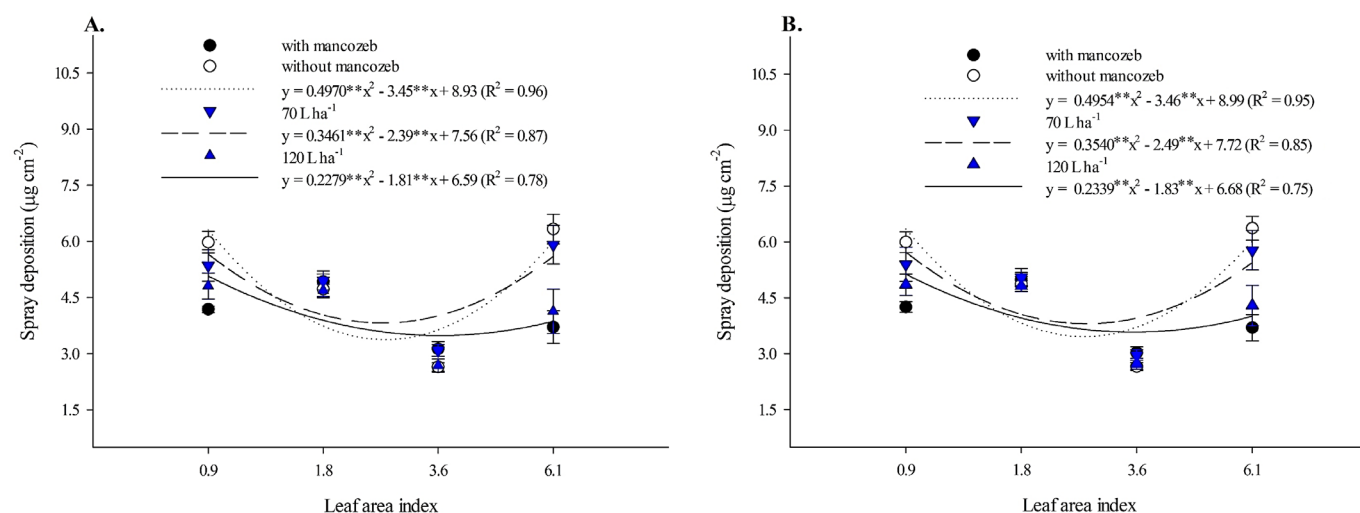 A.
with mancozeb
without mancozeb
y = 0.4970**x² - 3.45**x + 8.93 (R² = 0.96)
70 L ha⁻¹
y = 0.3461**x² - 2.39**x + 7.56 (R² = 0.87)
120 L ha⁻¹
y = 0.2279**x² - 1.81**x + 6.59 (R² = 0.78)
Spray deposition (µg cm⁻²)
10.5
9.0
7.5
6.0
4.5
3.0
1.5
0.9 1.8 3.6 6.1
Leaf area index
B.
with mancozeb
without mancozeb
y = 0.4954**x² - 3.46**x + 8.99 (R² = 0.95)
70 L ha⁻¹
y = 0.3540**x² - 2.49**x + 7.72 (R² = 0.85)
120 L ha⁻¹
y = 0.2339**x² - 1.83**x + 6.68 (R² = 0.75)
Spray deposition (µg cm⁻²)
10.5
9.0
7.5
6.0
4.5
3.0
1.5
0.9 1.8 3.6 6.1
Leaf area index